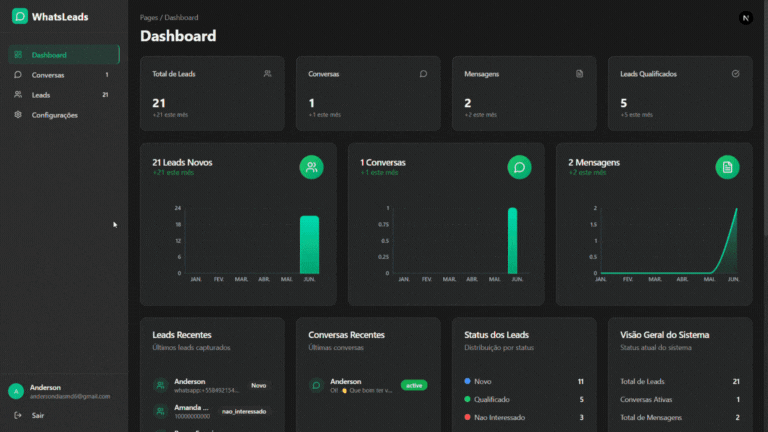 WhatsLeads
Dashboard
Conversas 1
Leads 21
Configurações
Anderson
Sair
Pages / Dashboard
Dashboard
N
Total de Leads
21
+21 este mês
Conversas
1
+1 este mês
Mensagens
2
+2 este mês
Leads Qualificados
5
+5 este mês
21 Leads Novos
+21 este mês
24
18
12
6
0
JAN. FEV. MAR. ABR. MAI. JUN.
1 Conversas
+1 este mês
1
0.75
0.5
0.25
0
JAN. FEV. MAR. ABR. MAI. JUN.
2 Mensagens
+2 este mês
2
1.5
1
0.5
0
JAN. FEV. MAR. ABR. MAI. JUN.
Leads Recentes
Últimos leads capturados
Anderson
Novo
Amanda ...
nao_interessado
Conversas Recentes
Últimas conversas
Anderson
Oi! 👋 Que bom ter v...
active
Status dos Leads
Distribuição por status
Novo 11
Qualificado 5
Nao Interessado 3
Visão Geral do Sistema
Status atual do sistema
Total de Leads 21
Conversas Ativas 1
Total de Mensagens 2